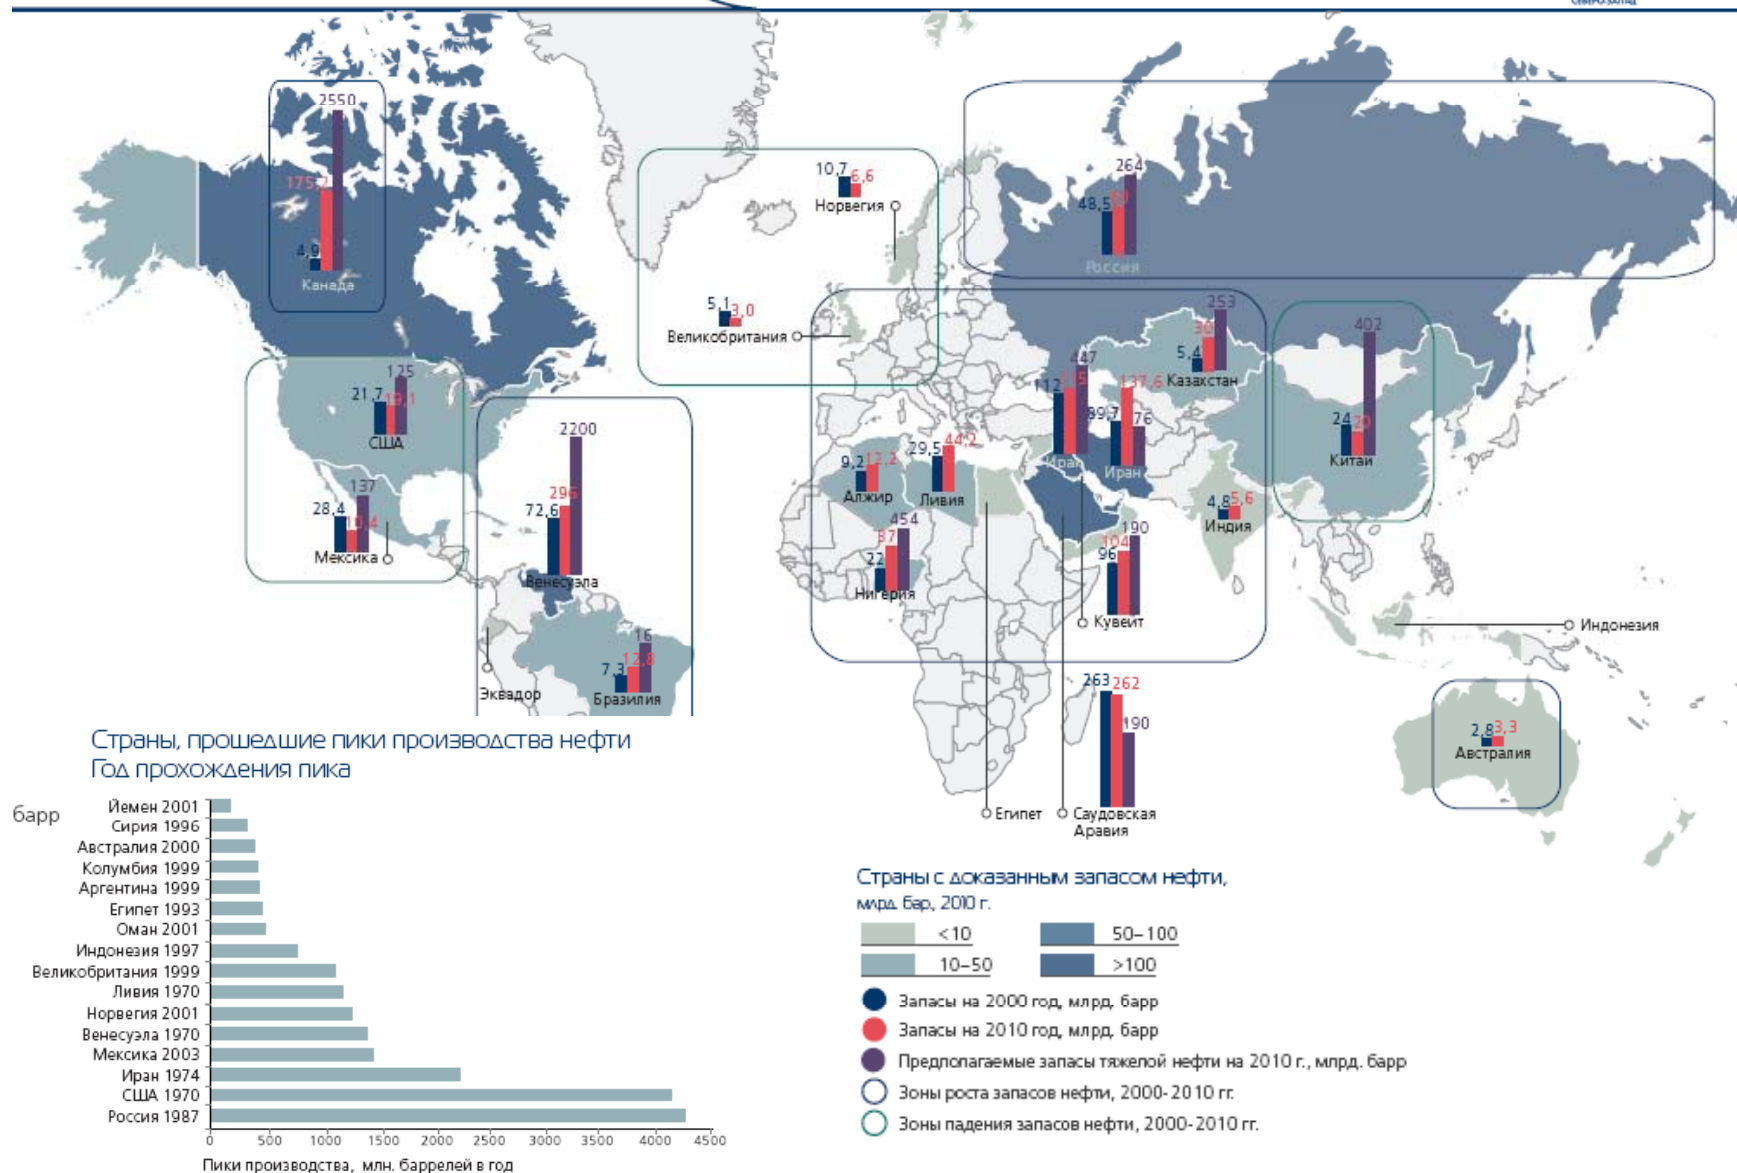 СЕВЕРО-ЗАПАД
2550
175,2
4,9
Канада
10,7
6,6
Норвегия
264
48,5
Россия
5,1
3,0
Великобритания
253
30
5,4
Казахстан
402
24
20
Китай
125
21,7
19,1
США
447
112
115
Иран
137,6
89,7
76
Иран
2200
296
72,6
Венесуэла
137
28,4
10,4
Мексика
9,2
12,2
Алжир
29,5
44,2
Ливия
4,8
5,6
Индия
454
37
22
Нигерия
190
104
96
Кувейт
Индонезия
16
12,8
7,3
Бразилия
Эквадор
263
262
190
Египет
Саудовская
Аравия
2,8
3,3
Австралия
Страны, прошедшие пики производства нефти
Год прохождения пика
барр
Йемен 2001
Сирия 1996
Австралия 2000
Колумбия 1999
Аргентина 1999
Египет 1993
Оман 2001
Индонезия 1997
Великобритания 1999
Ливия 1970
Норвегия 2001
Венесуэла 1970
Мексика 2003
Иран 1974
США 1970
Россия 1987
0 500 1000 1500 2000 2500 3000 3500 4000 4500
Пики производства, млн. баррелей в год
Страны с доказанным запасом нефти,
млрд. бар., 2010 г.
<10
50–100
10–50
>100
Запасы на 2000 год, млрд. барр
Запасы на 2010 год, млрд. барр
Предполагаемые запасы тяжелой нефти на 2010 г., млрд. барр
Зоны роста запасов нефти, 2000-2010 гг.
Зоны падения запасов нефти, 2000-2010 гг.